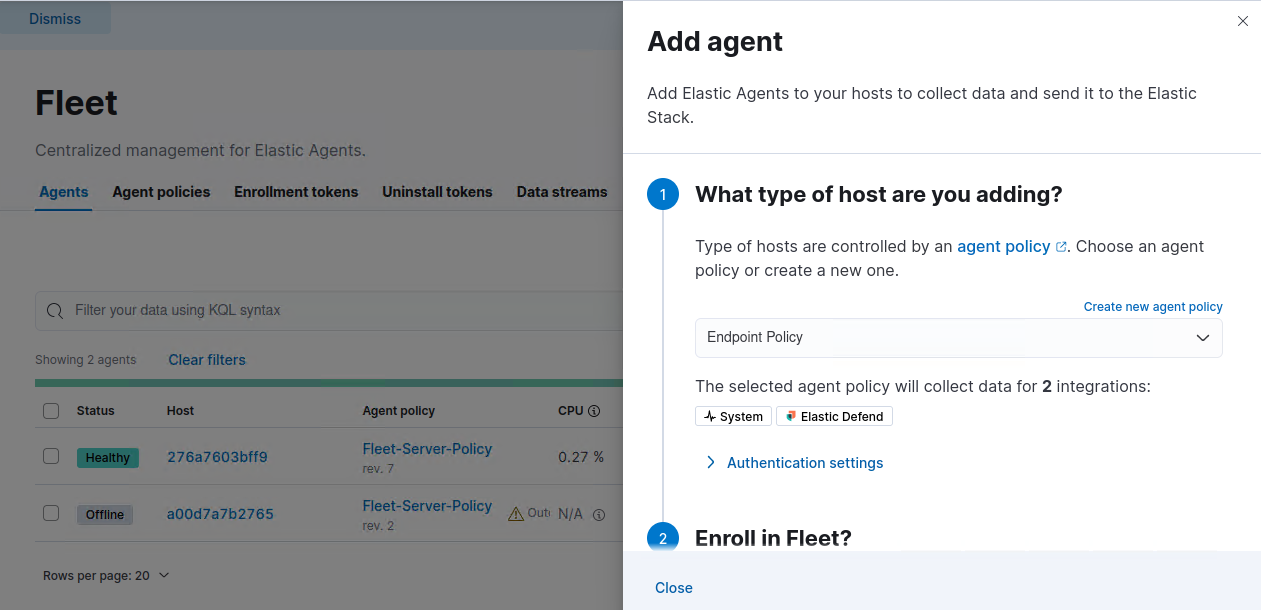 Dismiss
Fleet
Centralized management for Elastic Agents.
Agents Agent policies Enrollment tokens Uninstall tokens Data streams
Filter your data using KQL syntax
Showing 2 agents Clear filters
Status Host Agent policy CPU
Healthy 276a7603bff9 Fleet-Server-Policy 0.27 %
rev. 7
Offline a00d7a7b2765 Fleet-Server-Policy N/A
rev. 2
Rows per page: 20
Add agent
Add Elastic Agents to your hosts to collect data and send it to the Elastic
Stack.
1 What type of host are you adding?
Type of hosts are controlled by an agent policy. Choose an agent
policy or create a new one.
Create new agent policy
Endpoint Policy
The selected agent policy will collect data for 2 integrations:
System Elastic Defend
Authentication settings
2 Enroll in Fleet?
Close